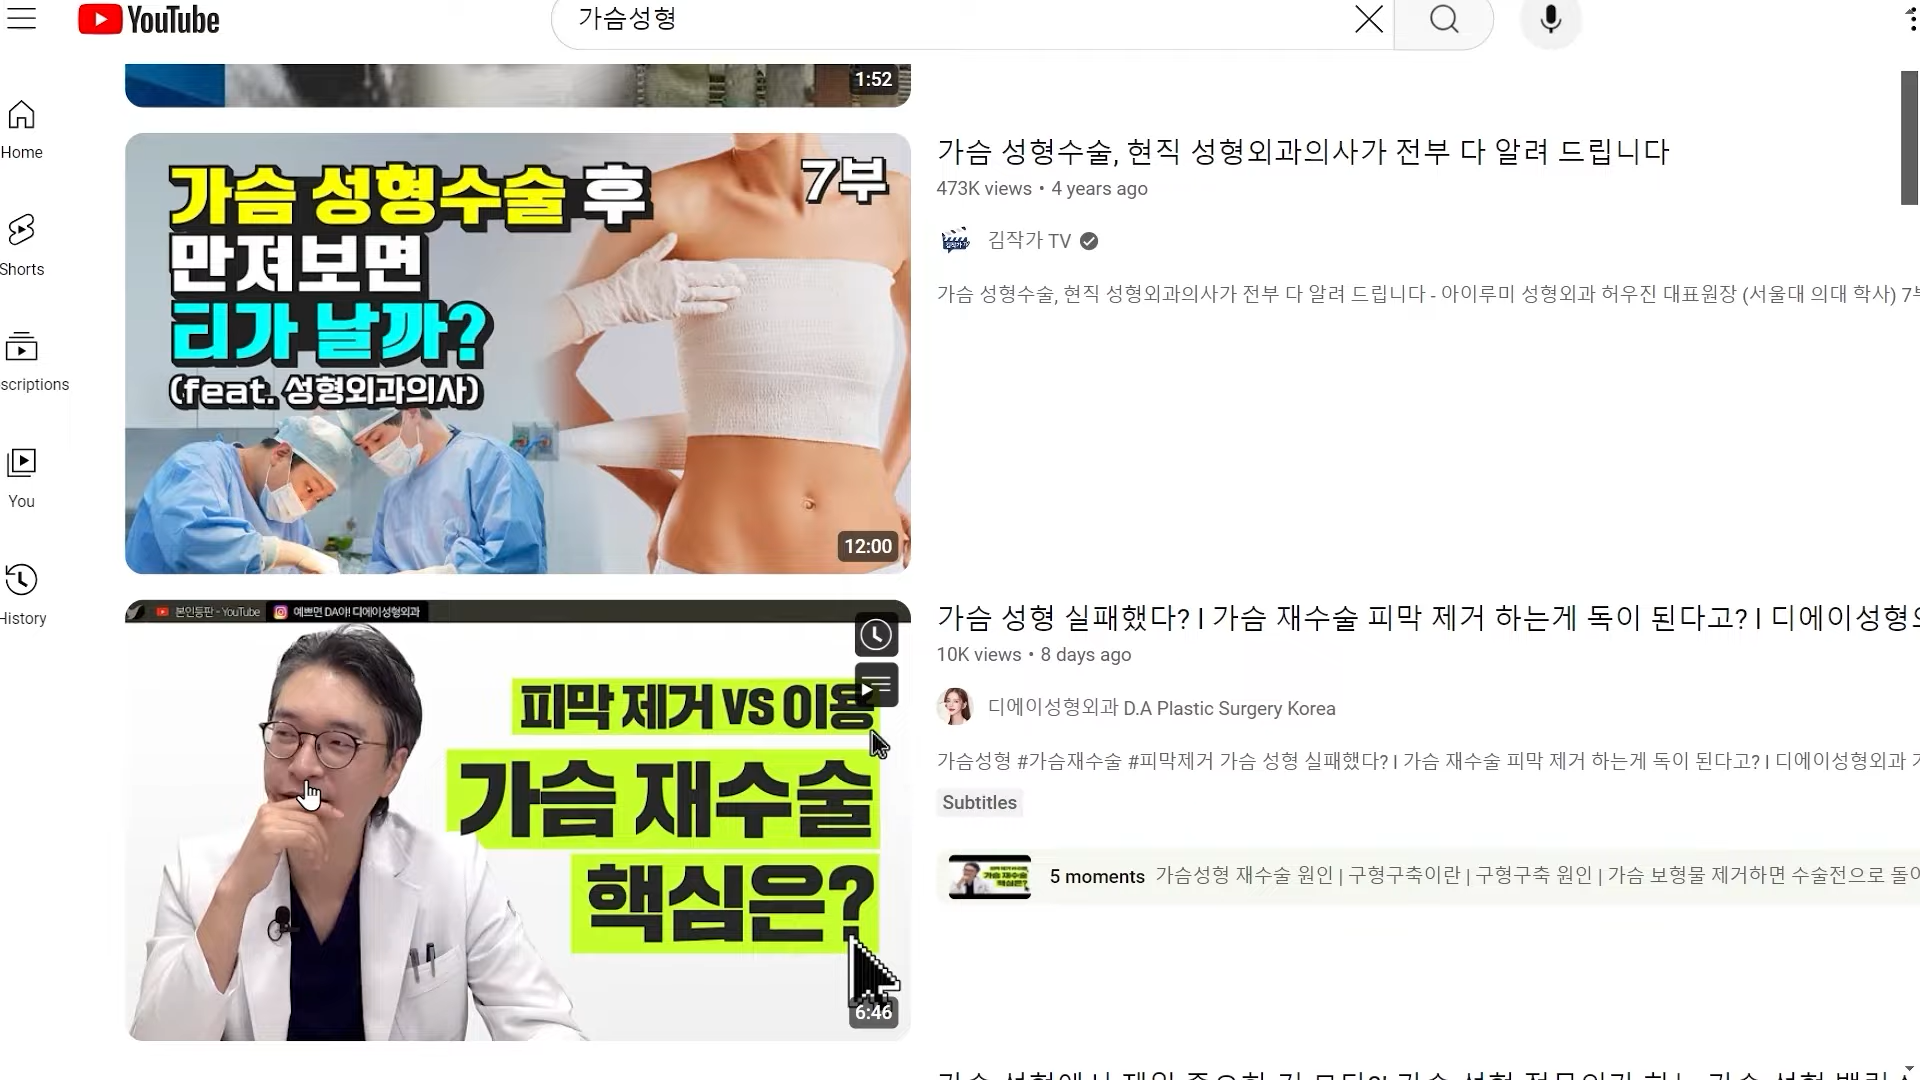 YouTube
가슴성형
Home
Shorts
scriptions
You
History
1:52
가슴 성형수술 후
7부
만져보면
티가 날까?
(feat. 성형외과의사)
12:00
가슴 성형수술, 현직 성형외과의사가 전부 다 알려 드립니다
473K views • 4 years ago
김작가 TV
가슴 성형수술, 현직 성형외과의사가 전부 다 알려 드립니다 - 아이루미 성형외과 허우진 대표원장 (서울대 의대 학사) 7부
본인등판 - YouTube
예쁘면 DA야! 디에이성형외과
피막 제거 vs 이용
가슴 재수술
핵심은?
6:46
가슴 성형 실패했다? I 가슴 재수술 피막 제거 하는게 독이 된다고? I 디에이성형
10K views • 8 days ago
디에이성형외과 D.A Plastic Surgery Korea
가슴성형 #가슴재수술 #피막제거 가슴 성형 실패했다? I 가슴 재수술 피막 제거 하는게 독이 된다고? I 디에이성형외과
Subtitles
5 moments 가슴성형 재수술 원인 | 구형구축이란 | 구형구축 원인 | 가슴 보형물 제거하면 수술전으로